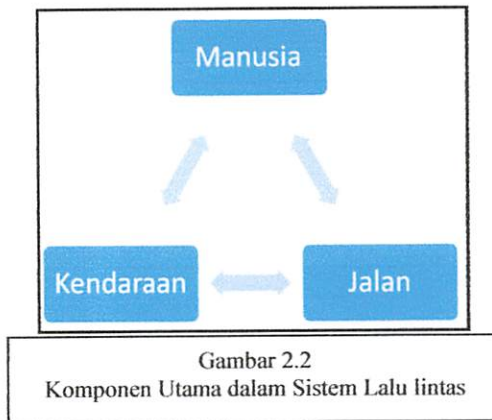 Manusia
Kendaraan
Jalan
Gambar 2.2
Komponen Utama dalam Sistem Lalu lintas